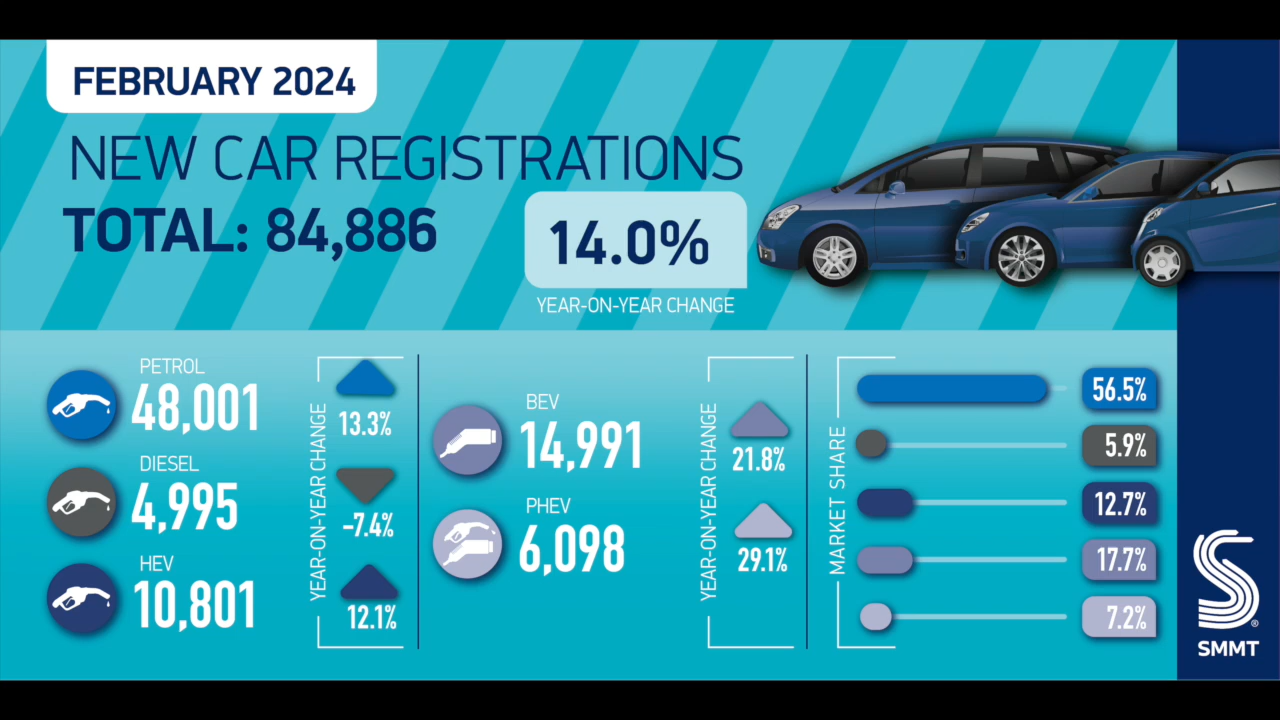 FEBRUARY 2024
NEW CAR REGISTRATIONS
TOTAL: 84,886
14.0%
YEAR-ON-YEAR CHANGE
PETROL
48,001
DIESEL
4,995
HEV
10,801
YEAR-ON-YEAR CHANGE
13.3%
-7.4%
12.1%
BEV
14,991
PHEV
6,098
YEAR-ON-YEAR CHANGE
21.8%
29.1%
MARKET SHARE
56.5%
5.9%
12.7%
17.7%
7.2%
®
SMMT